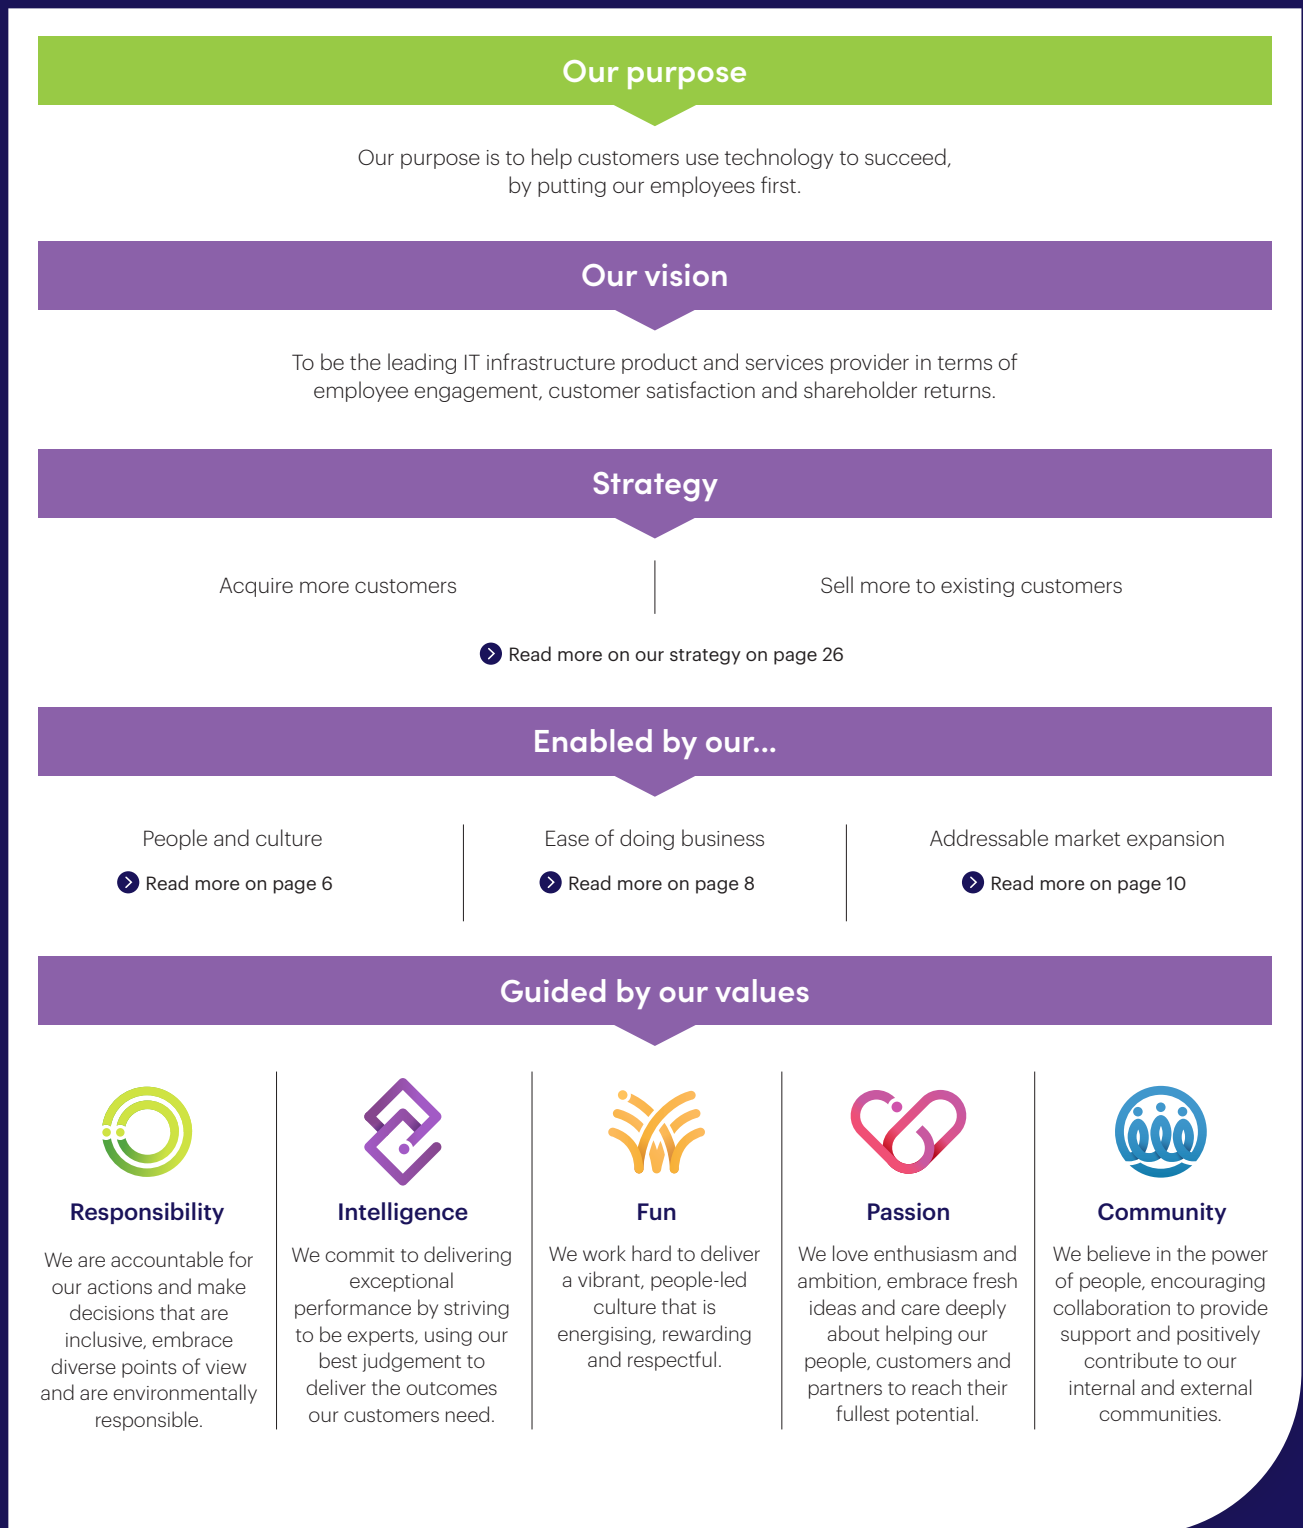 Our purpose
Our purpose is to help customers use technology to succeed,
by putting our employees first.
Our vision
To be the leading IT infrastructure product and services provider in terms of
employee engagement, customer satisfaction and shareholder returns.
Strategy
Acquire more customers
Sell more to existing customers
Read more on our strategy on page 26
Enabled by our...
People and culture
Read more on page 6
Ease of doing business
Read more on page 8
Addressable market expansion
Read more on page 10
Guided by our values
Responsibility
We are accountable for
our actions and make
decisions that are
inclusive, embrace
diverse points of view
and are environmentally
responsible.
Intelligence
We commit to delivering
exceptional
performance by striving
to be experts, using our
best judgement to
deliver the outcomes
our customers need.
Fun
We work hard to deliver
a vibrant, people-led
culture that is
energising, rewarding
and respectful.
Passion
We love enthusiasm and
ambition, embrace fresh
ideas and care deeply
about helping our
people, customers and
partners to reach their
fullest potential.
Community
We believe in the power
of people, encouraging
collaboration to provide
support and positively
contribute to our
internal and external
communities.